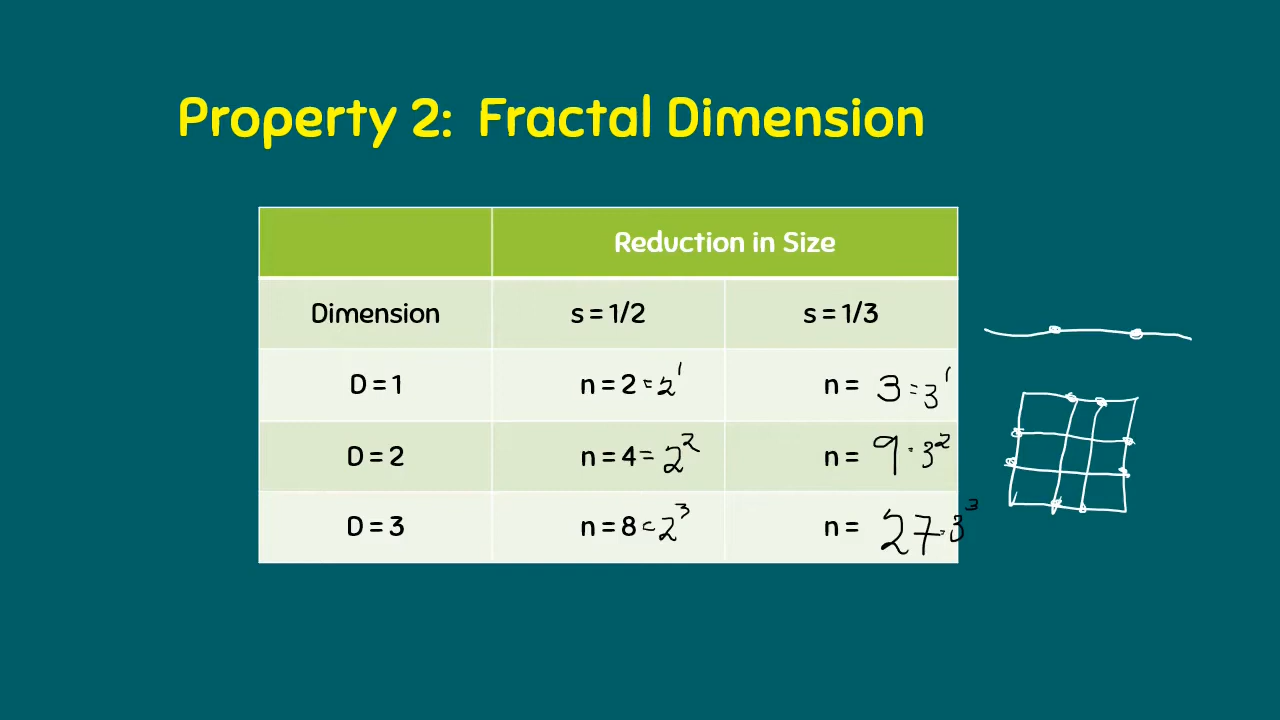 Property 2: Fractal Dimension
Reduction in Size
Dimension s = 1/2 s = 1/3
D = 1 n = 2 = 2¹ n = 3 = 3¹
D = 2 n = 4 = 2² n = 9 = 3²
D = 3 n = 8 = 2³ n = 27 = 3³